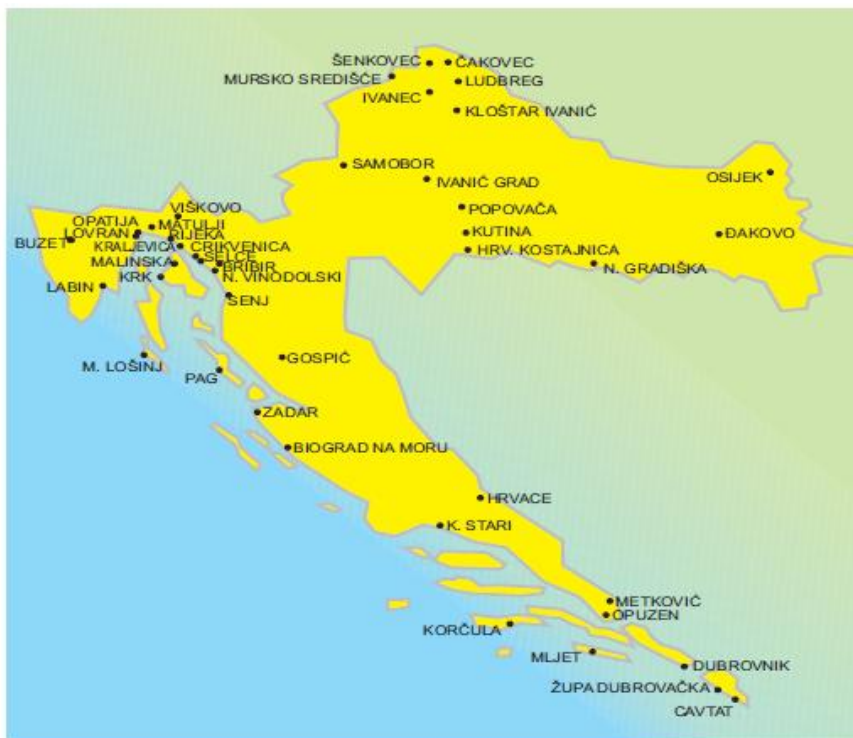 ŠENKOVEC
ČAKOVEC
MURSKO SREDIŠČE
LUDBREG
IVANEC
KLOŠTAR IVANIĆ
SAMOBOR
IVANIĆ GRAD
OSIJEK
POPOVAČA
VIŠKOVO
OPATIJA
MATULJI
LOVRAN
RIJEKA
KUTINA
ĐAKOVO
BUZET
KRALJEVICA
CRIKVENICA
HRV. KOSTAJNICA
SELCE
MALINSKA
BRIBIR
N. GRADIŠKA
KRK
N. VINODOLSKI
LABIN
SENJ
GOSPIĆ
M. LOŠINJ
PAG
ZADAR
BIOGRAD NA MORU
HRVACE
K. STARI
METKOVIĆ
OPUZEN
KORČULA
MLJET
DUBROVNIK
ŽUPA DUBROVAČKA
CAVTAT